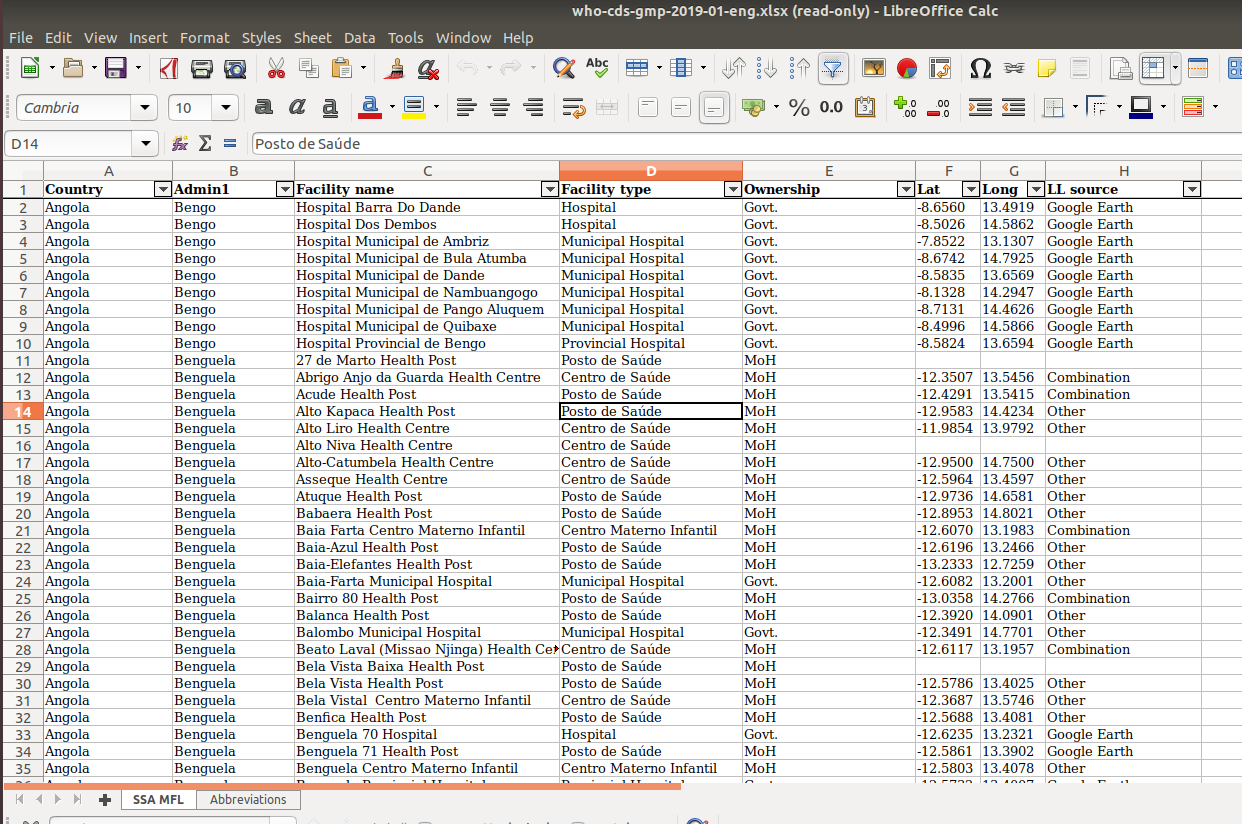 who-cds-gmp-2019-01-eng.xlsx (read-only) - LibreOffice Calc
File Edit View Insert Format Styles Sheet Data Tools Window Help
Abc
Cambria 10 a a a a % 0.0 3 .00 .00
D14 Σ = Posto de Saúde
A B C D E F G H
1 Country Admin1 Facility name Facility type Ownership Lat Long LL source
2 Angola Bengo Hospital Barra Do Dande Hospital Govt. -8.6560 13.4919 Google Earth
3 Angola Bengo Hospital Dos Dembos Hospital Govt. -8.5026 14.5862 Google Earth
4 Angola Bengo Hospital Municipal de Ambriz Municipal Hospital Govt. -7.8522 13.1307 Google Earth
5 Angola Bengo Hospital Municipal de Bula Atumba Municipal Hospital Govt. -8.6742 14.7925 Google Earth
6 Angola Bengo Hospital Municipal de Dande Municipal Hospital Govt. -8.5835 13.6569 Google Earth
7 Angola Bengo Hospital Municipal de Nambuangogo Municipal Hospital Govt. -8.1328 14.2947 Google Earth
8 Angola Bengo Hospital Municipal de Pango Aluquem Municipal Hospital Govt. -8.7131 14.4626 Google Earth
9 Angola Bengo Hospital Municipal de Quibaxe Municipal Hospital Govt. -8.4996 14.5866 Google Earth
10 Angola Bengo Hospital Provincial de Bengo Provincial Hospital Govt. -8.5824 13.6594 Google Earth
11 Angola Benguela 27 de Marto Health Post Posto de Saúde MoH
12 Angola Benguela Abrigo Anjo da Guarda Health Centre Centro de Saúde MoH -12.3507 13.5456 Combination
13 Angola Benguela Acude Health Post Posto de Saúde MoH -12.4291 13.5415 Combination
14 Angola Benguela Alto Kapaca Health Post Posto de Saúde MoH -12.9583 14.4234 Other
15 Angola Benguela Alto Liro Health Centre Centro de Saúde MoH -11.9854 13.9792 Other
16 Angola Benguela Alto Niva Health Centre Centro de Saúde MoH
17 Angola Benguela Alto-Catumbela Health Centre Centro de Saúde MoH -12.9500 14.7500 Other
18 Angola Benguela Asseque Health Centre Centro de Saúde MoH -12.5964 13.4597 Other
19 Angola Benguela Atuque Health Post Posto de Saúde MoH -12.9736 14.6581 Other
20 Angola Benguela Babaera Health Post Posto de Saúde MoH -12.8953 14.8021 Other
21 Angola Benguela Baia Farta Centro Materno Infantil Centro Materno Infantil MoH -12.6070 13.1983 Combination
22 Angola Benguela Baia-Azul Health Post Posto de Saúde MoH -12.6196 13.2466 Other
23 Angola Benguela Baia-Elefantes Health Post Posto de Saúde MoH -13.2333 12.7259 Other
24 Angola Benguela Baia-Farta Municipal Hospital Municipal Hospital Govt. -12.6082 13.2001 Other
25 Angola Benguela Bairro 80 Health Post Posto de Saúde MoH -13.0358 14.2766 Combination
26 Angola Benguela Balanca Health Post Posto de Saúde MoH -12.3920 14.0901 Other
27 Angola Benguela Balombo Municipal Hospital Municipal Hospital Govt. -12.3491 14.7701 Other
28 Angola Benguela Beato Laval (Missao Njinga) Health Ce Centro de Saúde MoH -12.6117 13.1957 Combination
29 Angola Benguela Bela Vista Baixa Health Post Posto de Saúde MoH
30 Angola Benguela Bela Vista Health Post Posto de Saúde MoH -12.5786 13.4025 Other
31 Angola Benguela Bela Vistal Centro Materno Infantil Centro de Saúde MoH -12.3687 13.5746 Other
32 Angola Benguela Benfica Health Post Posto de Saúde MoH -12.5688 13.4081 Other
33 Angola Benguela Benguela 70 Hospital Hospital Govt. -12.6235 13.2321 Google Earth
34 Angola Benguela Benguela 71 Health Post Posto de Saúde MoH -12.5861 13.3902 Google Earth
35 Angola Benguela Benguela Centro Materno Infantil Centro Materno Infantil MoH -12.5803 13.4078 Other
SSA MFL Abbreviations